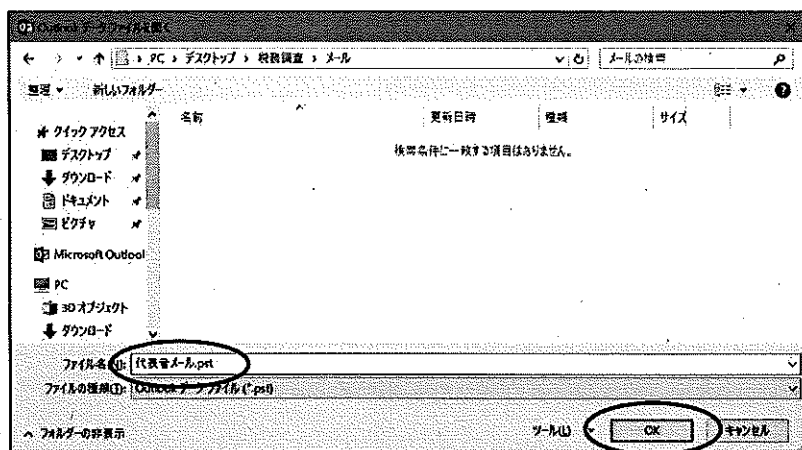 Outlook データ ファイルを開く
PC › デスクトップ › 税務調査 › メール
メールの検索
整理 新しいフォルダー
名前 更新日時 種類 サイズ
検索条件に一致する項目はありません。
クイック アクセス
デスクトップ
ダウンロード
ドキュメント
ピクチャ
Microsoft Outlool
PC
3D オブジェクト
ダウンロード
ファイル名(N): 代表者メール.pst
ファイルの種類(T): Outlook データ ファイル (*.pst)
フォルダーの非表示
ツール(L) OK キャンセル